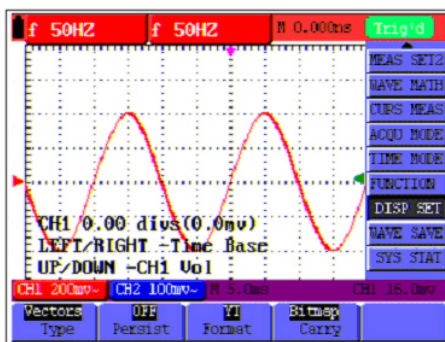 f 50HZ f 50HZ M 0.000ns Trig'd
MEAS SET2
WAVE MATH
CURS MEAS
ACQU MODE
TIME MODE
FUNCTION
DISP SET
WAVE SAVE
SYS STAT
CH1 0.00 divs(0.0mv)
LEFT/RIGHT -Time Base
UP/DOWN -CH1 Vol
CH1 200mv~ CH2 100mv~ M 5.0ms CH1 16.0mv
Vectors OFF YT Bitmap
Type Persist Format Carry